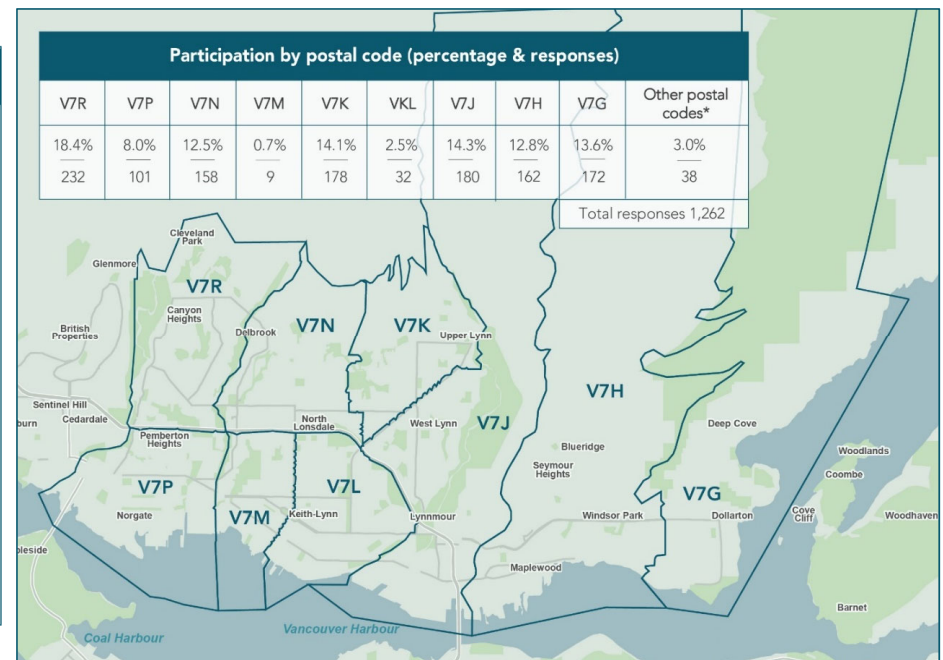 Participation by postal code (percentage & responses)
V7R V7P V7N V7M V7K VKL V7J V7H V7G Other postal codes*
18.4% 8.0% 12.5% 0.7% 14.1% 2.5% 14.3% 12.8% 13.6% 3.0%
232 101 158 9 178 32 180 162 172 38
Total responses 1,262
Cleveland
Park
Glenmore
V7R
Canyon
Heights
British
Properties
Delbrook
V7N
V7K
Upper Lynn
V7H
Sentinel Hill
Cedardale
burn
North
Lonsdale
West Lynn
V7J
Deep Cove
Pemberton
Heights
Blueridge
Woodlands
Seymour
Heights
Coombe
V7P
V7L
V7G
Norgate
V7M
Keith-Lynn
Lynnmour
Windsor Park
Dollarton
Cove
Cliff
Woodhaven
pleside
Maplewood
Barnet
Coal Harbour
Vancouver Harbour